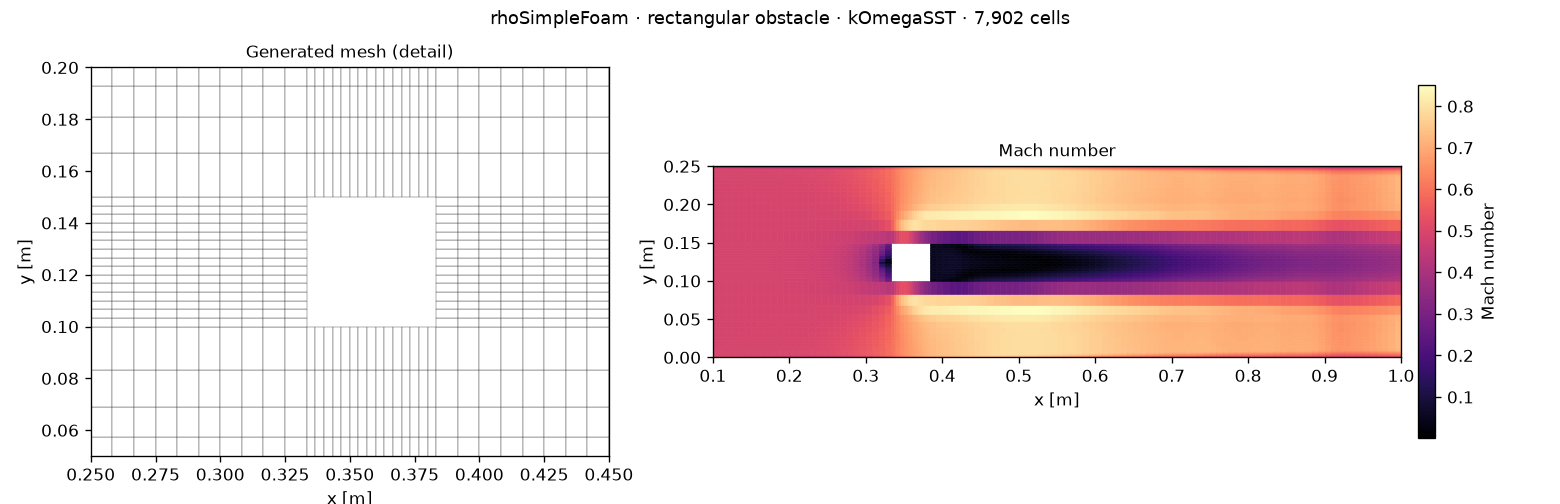 rhoSimpleFoam · rectangular obstacle · kOmegaSST · 7,902 cells
Generated mesh (detail)
0.20
0.18
0.16
0.14
0.12
0.10
0.08
0.06
y [m]
0.250 0.275 0.300 0.325 0.350 0.375 0.400 0.425 0.450
x [m]
Mach number
0.25
0.20
0.15
0.10
0.05
0.00
y [m]
0.1 0.2 0.3 0.4 0.5 0.6 0.7 0.8 0.9 1.0
x [m]
0.8
0.7
0.6
0.5
0.4
0.3
0.2
0.1
Mach number